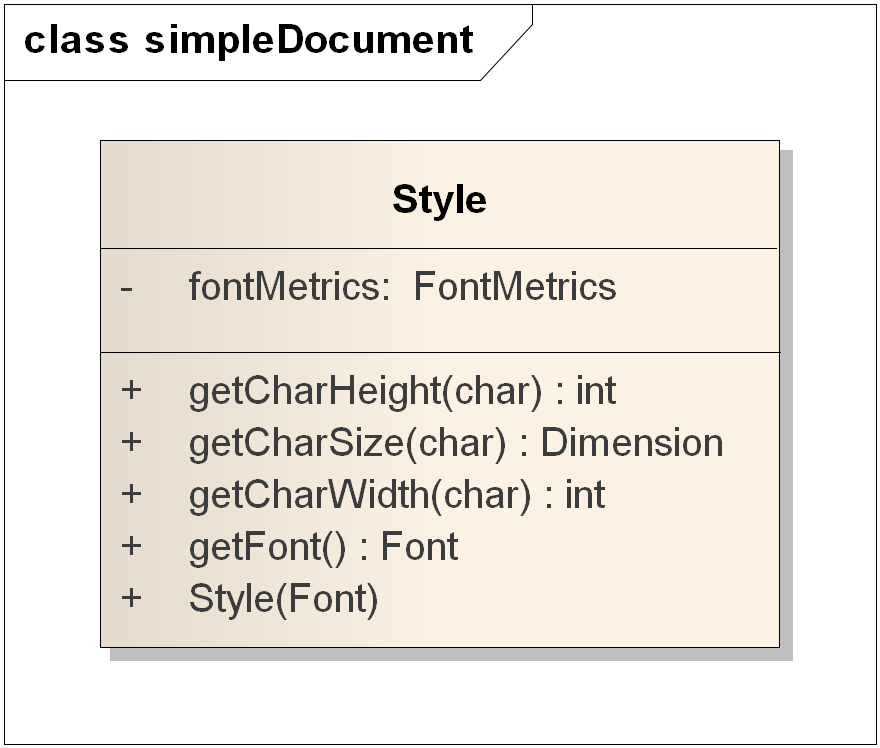 class simpleDocument
Style
- fontMetrics: FontMetrics
+ getCharHeight(char) : int
+ getCharSize(char) : Dimension
+ getCharWidth(char) : int
+ getFont() : Font
+ Style(Font)